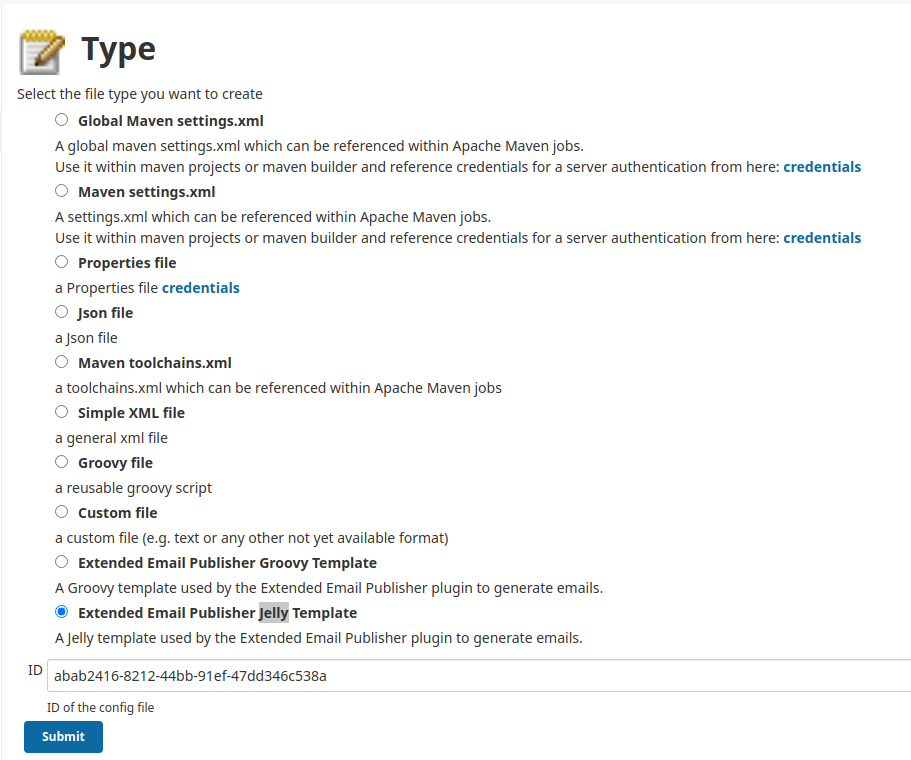 Type
Select the file type you want to create
Global Maven settings.xml
A global maven settings.xml which can be referenced within Apache Maven jobs.
Use it within maven projects or maven builder and reference credentials for a server authentication from here: credentials
Maven settings.xml
A settings.xml which can be referenced within Apache Maven jobs.
Use it within maven projects or maven builder and reference credentials for a server authentication from here: credentials
Properties file
a Properties file credentials
Json file
a Json file
Maven toolchains.xml
a toolchains.xml which can be referenced within Apache Maven jobs
Simple XML file
a general xml file
Groovy file
a reusable groovy script
Custom file
a custom file (e.g. text or any other not yet available format)
Extended Email Publisher Groovy Template
A Groovy template used by the Extended Email Publisher plugin to generate emails.
Extended Email Publisher Jelly Template
A Jelly template used by the Extended Email Publisher plugin to generate emails.
ID abab2416-8212-44bb-91ef-47dd346c538a
ID of the config file
Submit